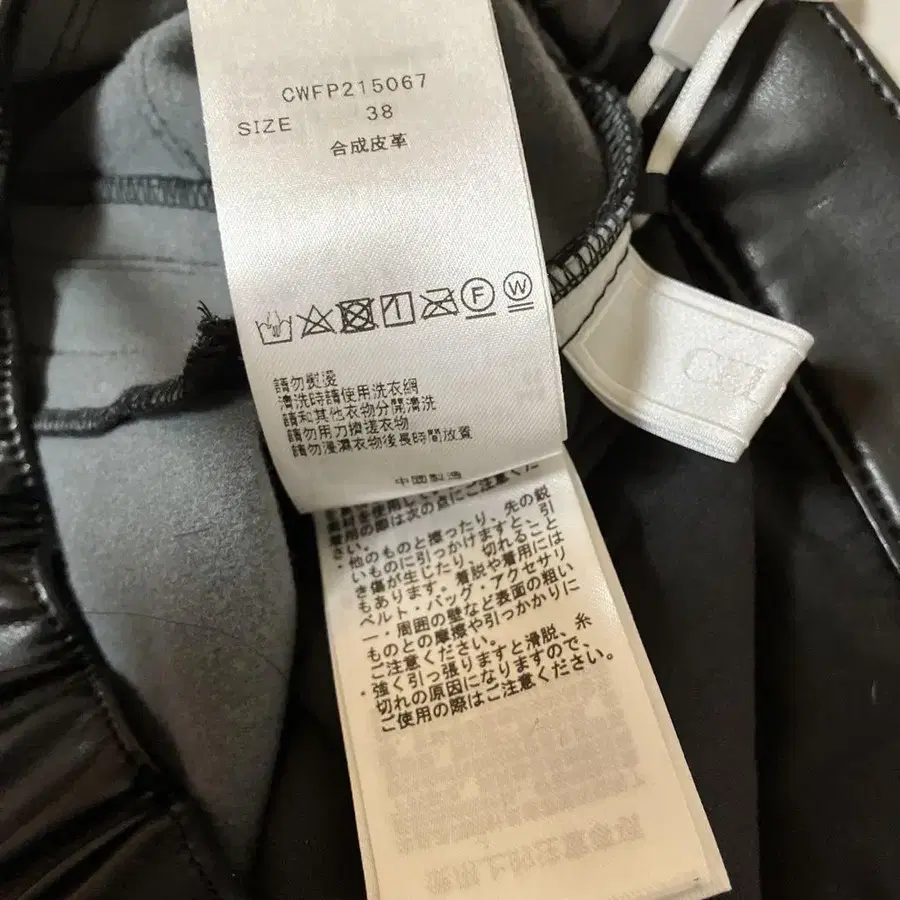 CWFP215067
SIZE 38
合成皮革
F W
請勿熨燙
清洗時請使用洗衣網
請和其他衣物分開清洗
請勿用力搓揉衣物
請勿浸濕衣物後長時間放置
中國製造
着用の際は次の点にご注意くだ
さい。
・他のものと擦ったり、先の鋭
いものに引っかけますと、引
き傷が生じたり、切れること
もあります。着脱や着用には
ベルト・バッグ・アクセサリ
ー・周囲の壁など表面の粗い
ものとの摩擦や引っかかりに
ご注意ください。
・強く引っ張りますと滑脱、糸
切れの原因になりますので、
ご使用の際はご注意ください。